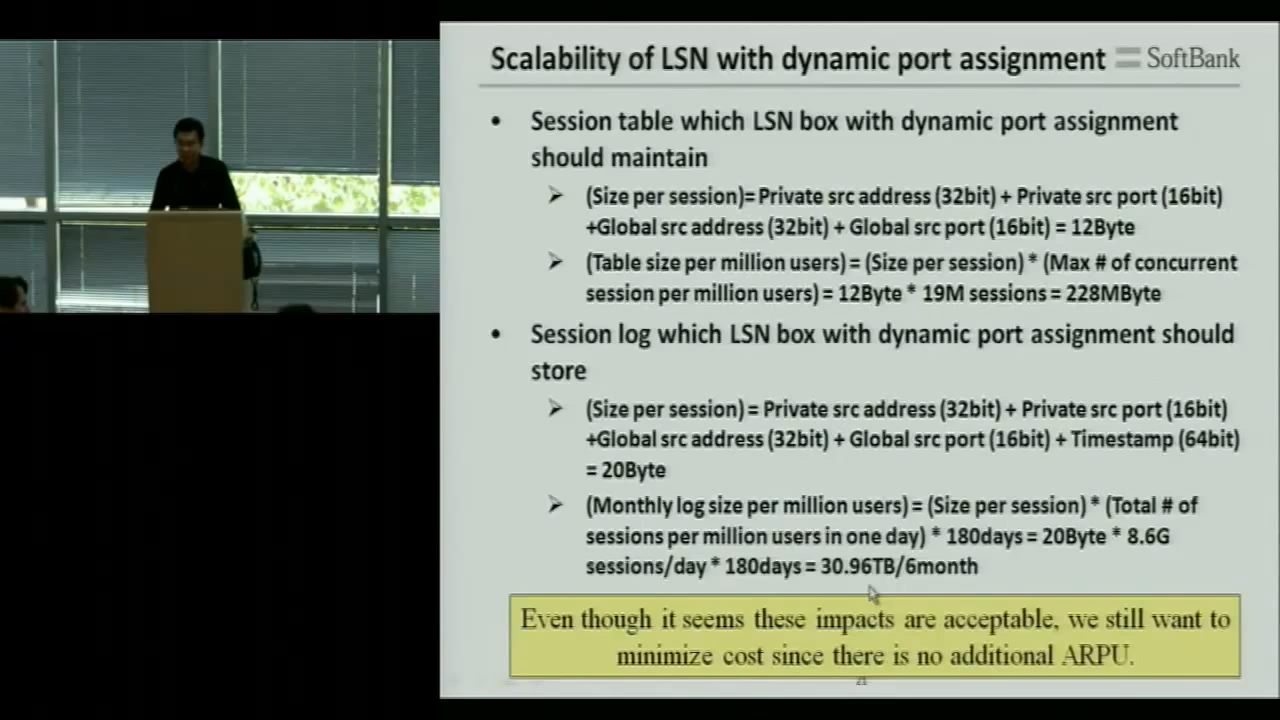 Scalability of LSN with dynamic port assignment
SoftBank
• Session table which LSN box with dynamic port assignment
should maintain
➢ (Size per session)= Private src address (32bit) + Private src port (16bit)
+Global src address (32bit) + Global src port (16bit) = 12Byte
➢ (Table size per million users) = (Size per session) * (Max # of concurrent
session per million users) = 12Byte * 19M sessions = 228MByte
• Session log which LSN box with dynamic port assignment should
store
➢ (Size per session) = Private src address (32bit) + Private src port (16bit)
+Global src address (32bit) + Global src port (16bit) + Timestamp (64bit)
= 20Byte
➢ (Monthly log size per million users) = (Size per session) * (Total # of
sessions per million users in one day) * 180days = 20Byte * 8.6G
sessions/day * 180days = 30.96TB/6month
Even though it seems these impacts are acceptable, we still want to
minimize cost since there is no additional ARPU.